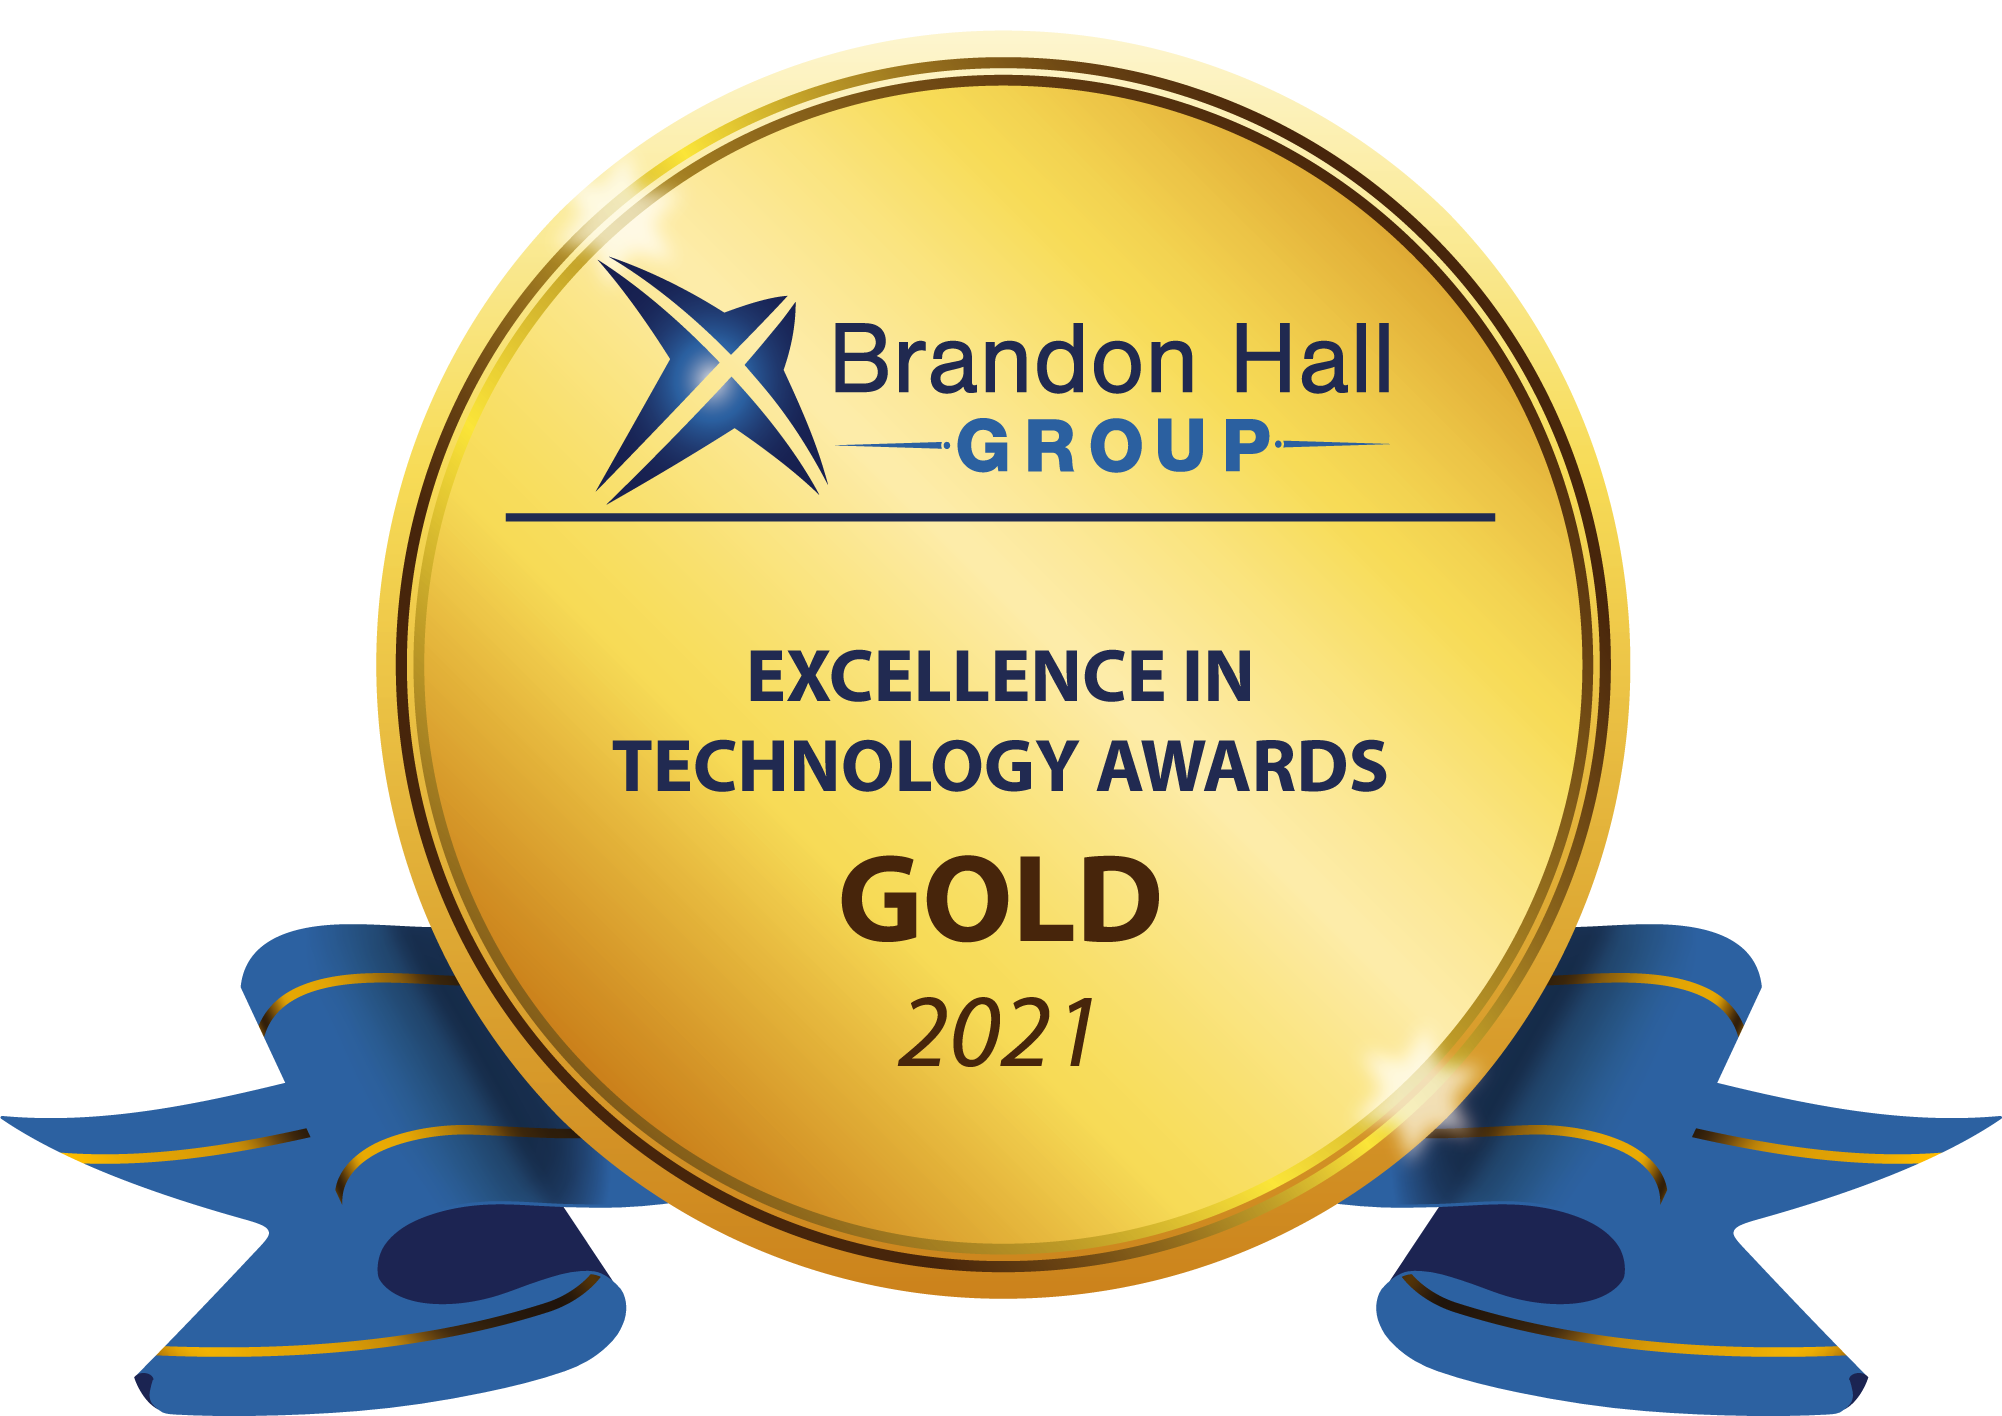 Brandon Hall
GROUP
EXCELLENCE IN
TECHNOLOGY AWARDS
GOLD
2021